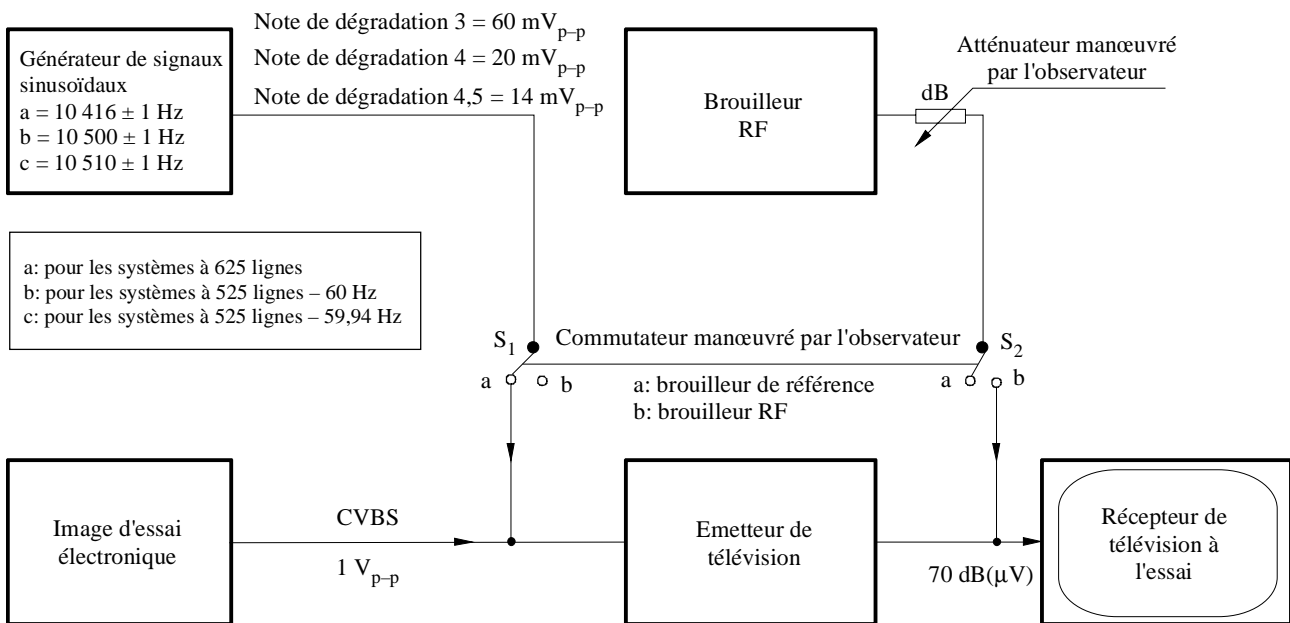 Note de dégradation 3 = 60 mVp–p
Note de dégradation 4 = 20 mVp–p
Note de dégradation 4,5 = 14 mVp–p
Générateur de signaux
sinusoïdaux
a = 10 416 ± 1 Hz
b = 10 500 ± 1 Hz
c = 10 510 ± 1 Hz
Brouilleur
RF
dB
Atténuateur manœuvré
par l'observateur
a: pour les systèmes à 625 lignes
b: pour les systèmes à 525 lignes – 60 Hz
c: pour les systèmes à 525 lignes – 59,94 Hz
S1
Commutateur manœuvré par l'observateur
S2
a
b
a: brouilleur de référence
b: brouilleur RF
a
b
Image d'essai
électronique
CVBS
1 Vp–p
Emetteur de
télévision
70 dB(µV)
Récepteur de
télévision à
l'essai